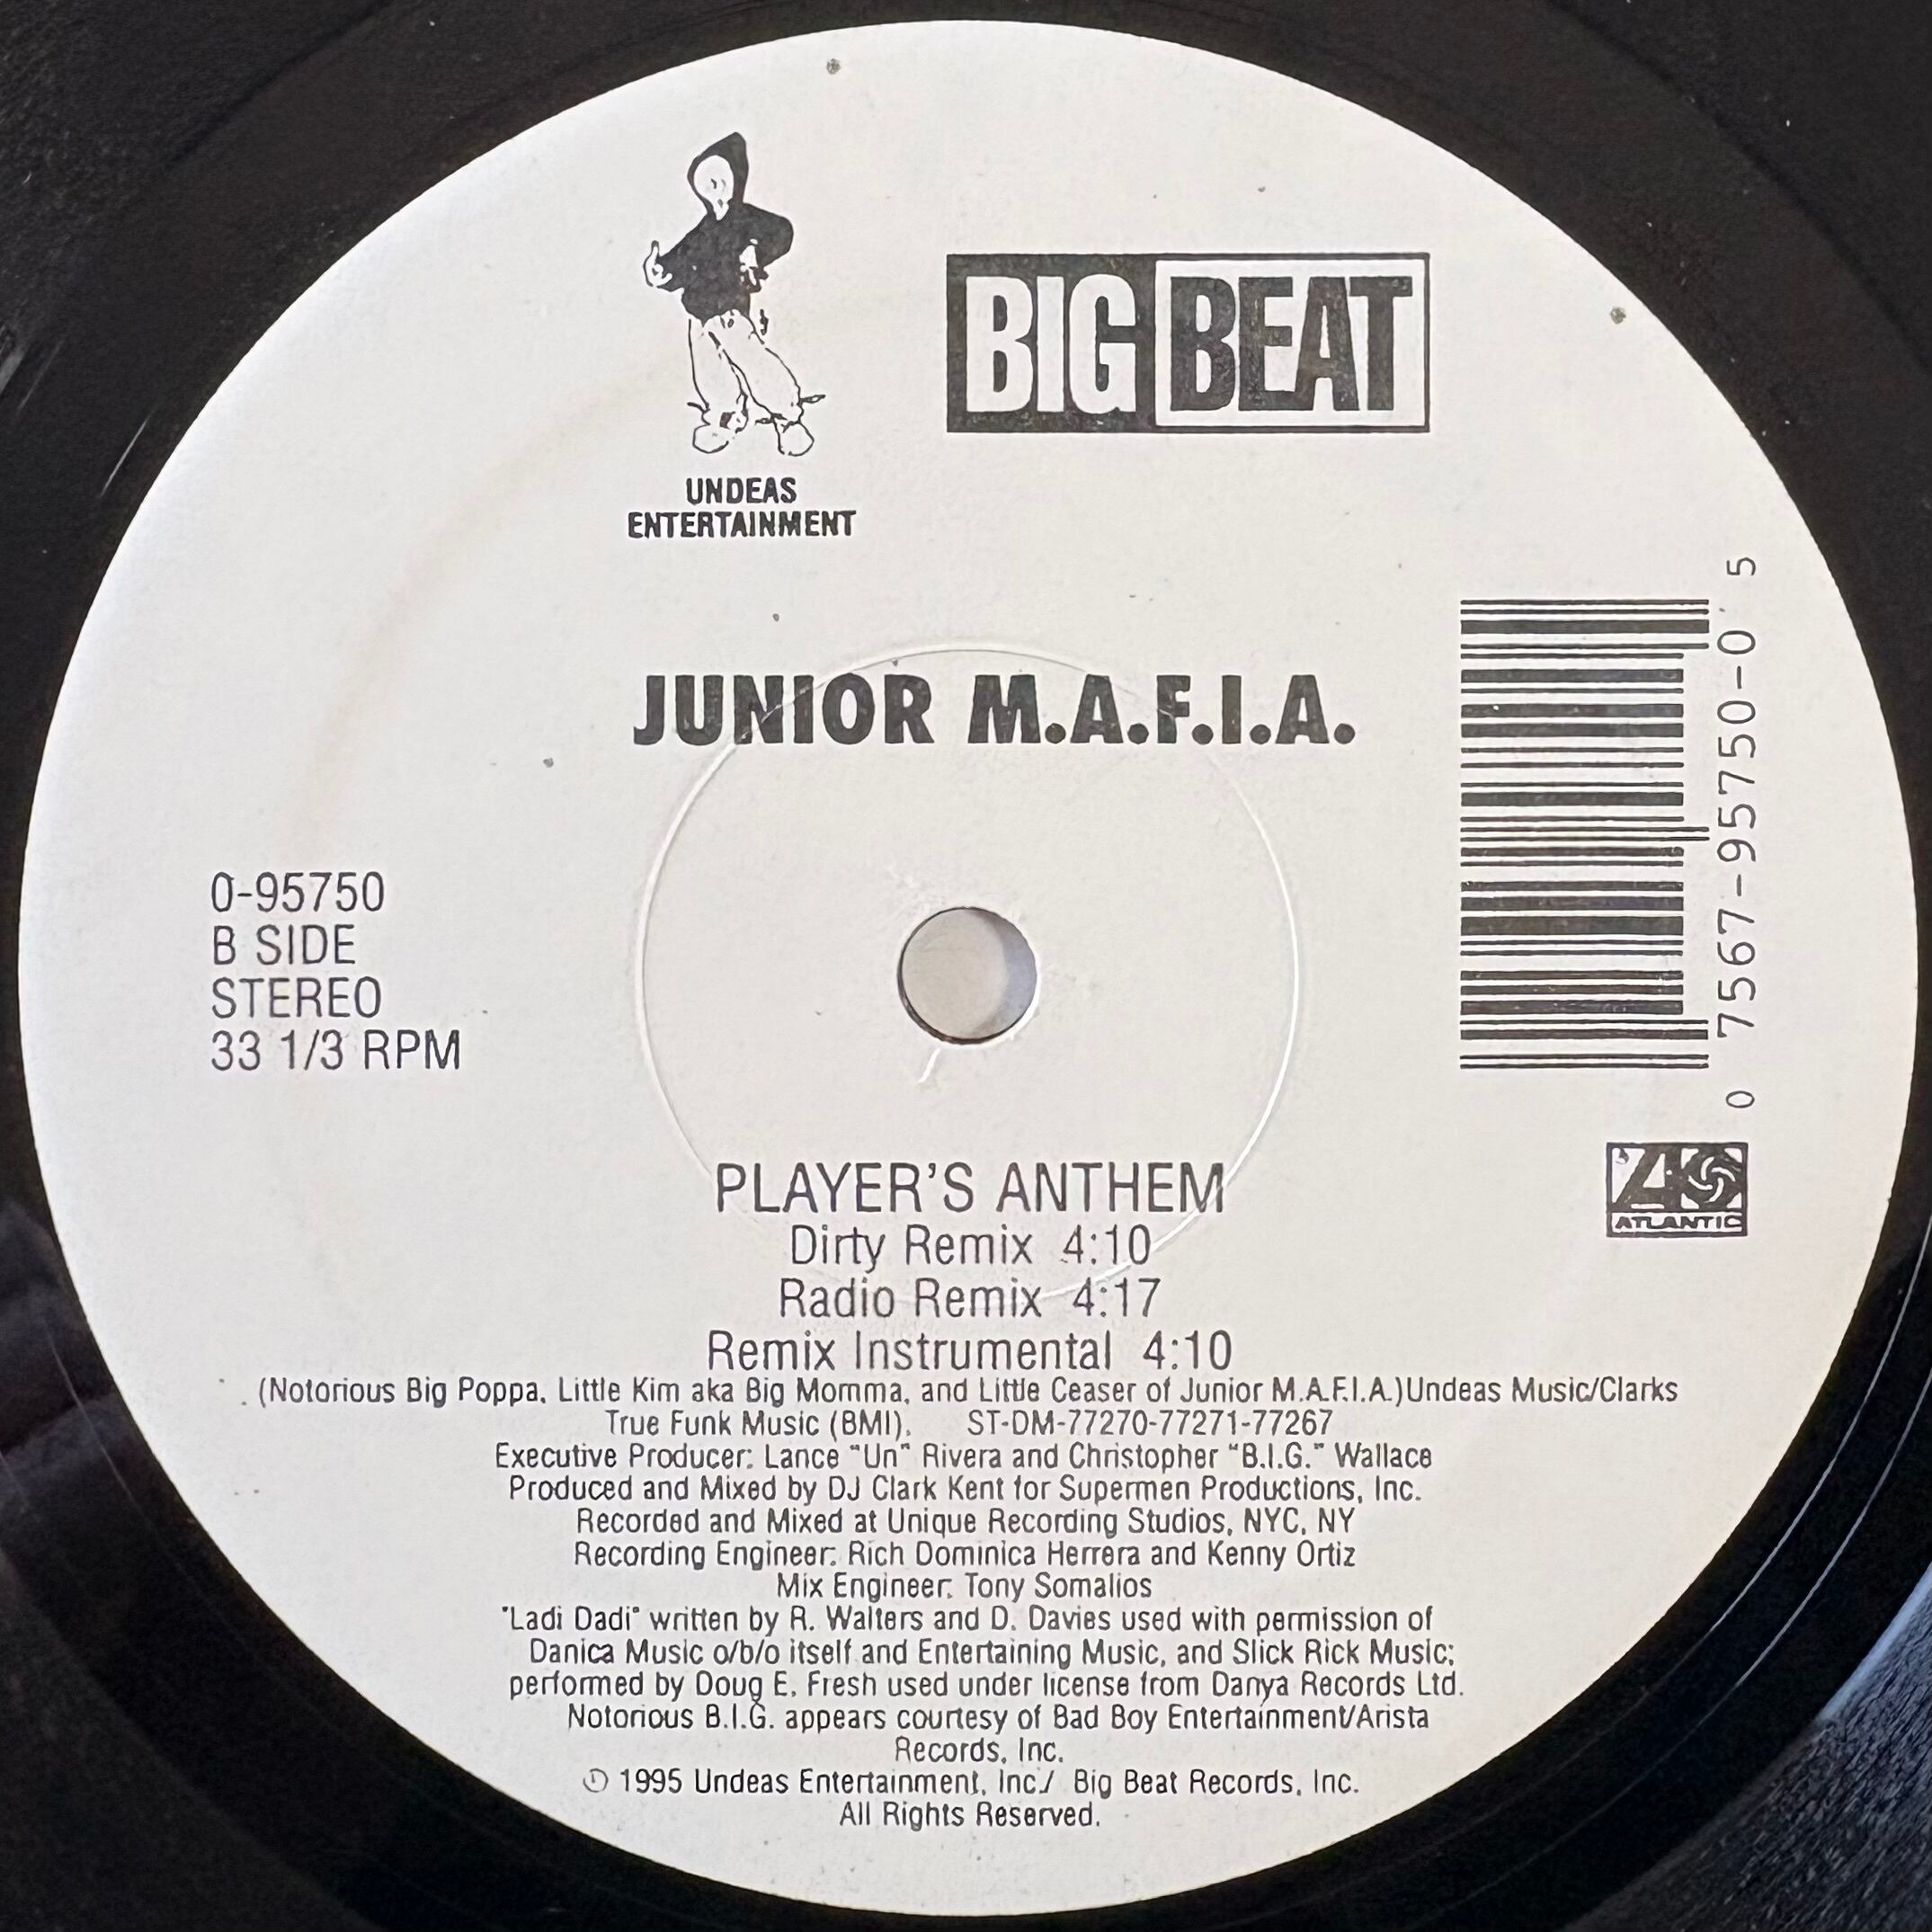 UNDEAS
ENTERTAINMENT
BIG BEAT
JUNIOR M.A.F.I.A.
0-95750
B SIDE
STEREO
33 1/3 RPM
0 7567-95750-0 5
ATLANTIC
PLAYER'S ANTHEM
Dirty Remix 4:10
Radio Remix 4:17
Remix Instrumental 4:10
(Notorious Big Poppa, Little Kim aka Big Momma, and Little Ceaser of Junior M.A.F.I.A.)Undeas Music/Clarks
True Funk Music (BMI). ST-DM-77270-77271-77267
Executive Producer: Lance "Un" Rivera and Christopher "B.I.G." Wallace
Produced and Mixed by DJ Clark Kent for Supermen Productions, Inc.
Recorded and Mixed at Unique Recording Studios, NYC, NY
Recording Engineer: Rich Dominica Herrera and Kenny Ortiz
Mix Engineer: Tony Somalios
"Ladi Dadi" written by R. Walters and D. Davies used with permission of
Danica Music o/b/o itself and Entertaining Music, and Slick Rick Music;
performed by Doug E. Fresh used under license from Danya Records Ltd.
Notorious B.I.G. appears courtesy of Bad Boy Entertainment/Arista
Records, Inc.
℗ 1995 Undeas Entertainment, Inc./ Big Beat Records, Inc.
All Rights Reserved.